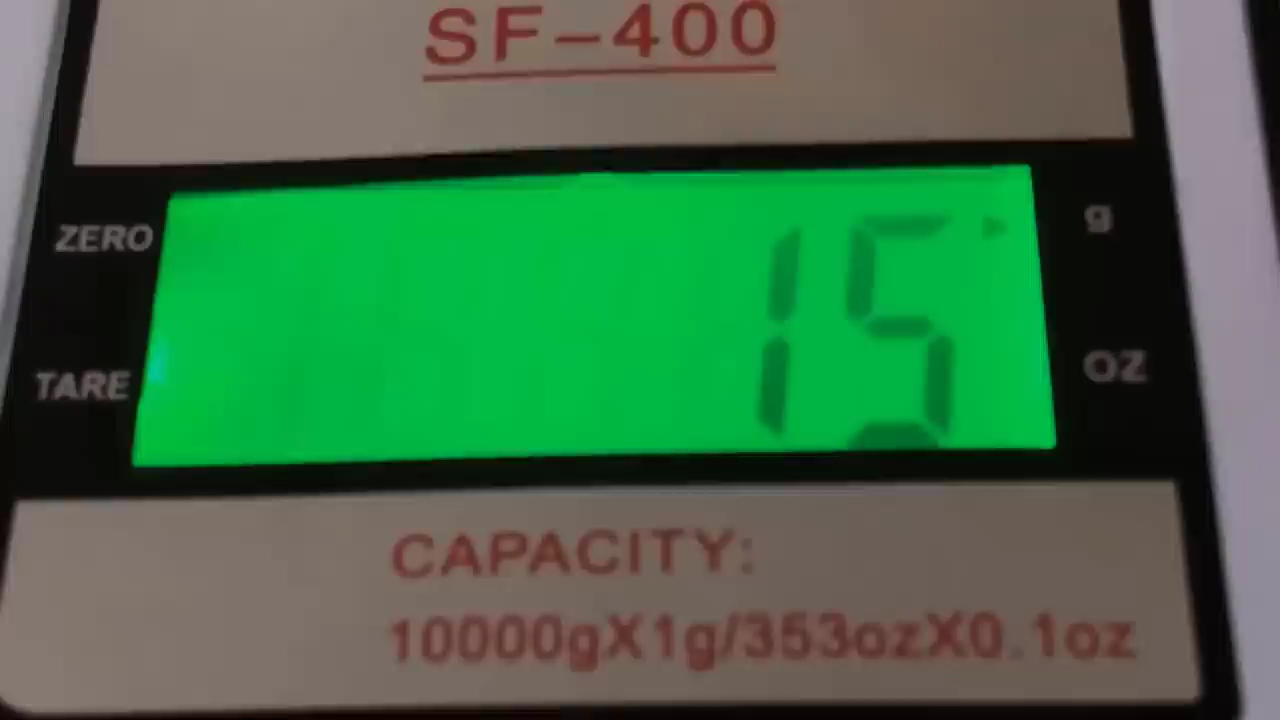 SF-400
ZERO
15
g
TARE
oz
CAPACITY:
10000gX1g/353ozX0.1oz